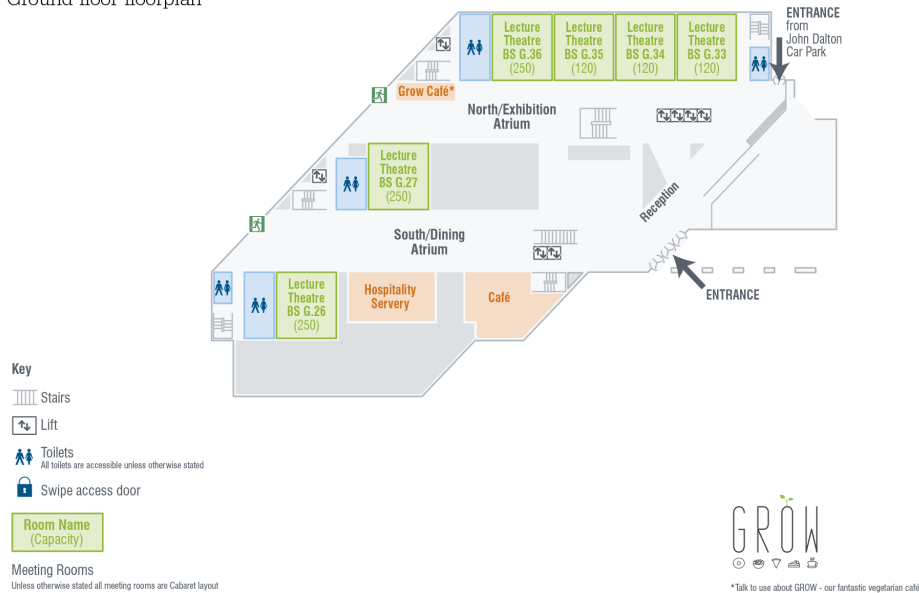 Ground floor floorplan
ENTRANCE
from
John Dalton
Car Park
Lecture
Theatre
BS G.36
(250)
Lecture
Theatre
BS G.35
(120)
Lecture
Theatre
BS G.34
(120)
Lecture
Theatre
BS G.33
(120)
Grow Café*
North/Exhibition
Atrium
Lecture
Theatre
BS G.27
(250)
Reception
South/Dining
Atrium
Lecture
Theatre
BS G.26
(250)
Hospitality
Servery
Café
ENTRANCE
Key
Stairs
Lift
Toilets
All toilets are accessible unless otherwise stated
Swipe access door
Room Name
(Capacity)
Meeting Rooms
Unless otherwise stated all meeting rooms are Cabaret layout
GROW
*Talk to use about GROW - our fantastic vegetarian café